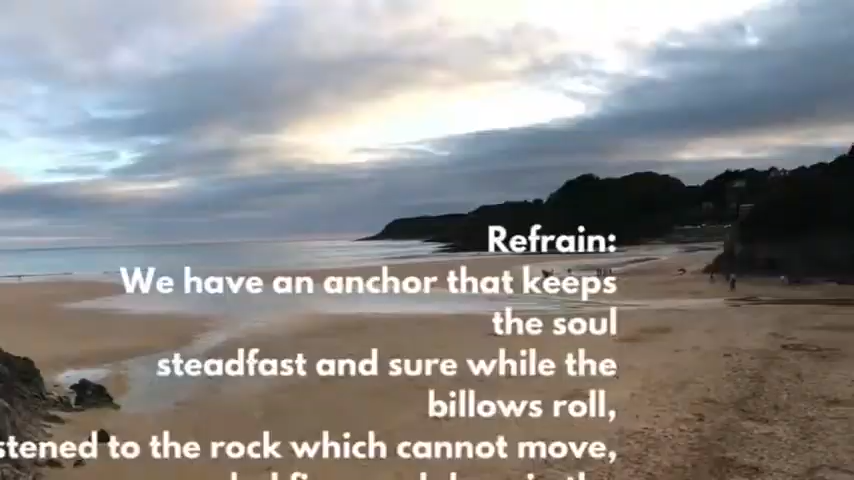 Refrain:
We have an anchor that keeps
the soul
steadfast and sure while the
billows roll,
stened to the rock which cannot move,